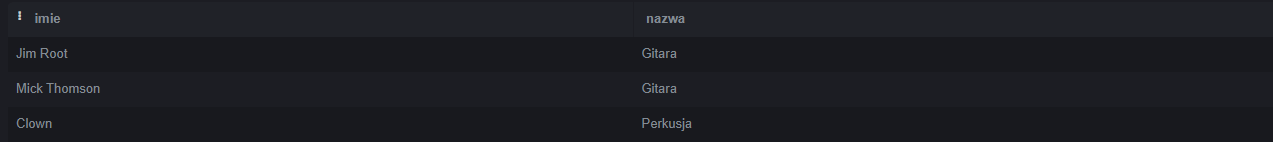 imie nazwa
Jim Root Gitara
Mick Thomson Gitara
Clown Perkusja